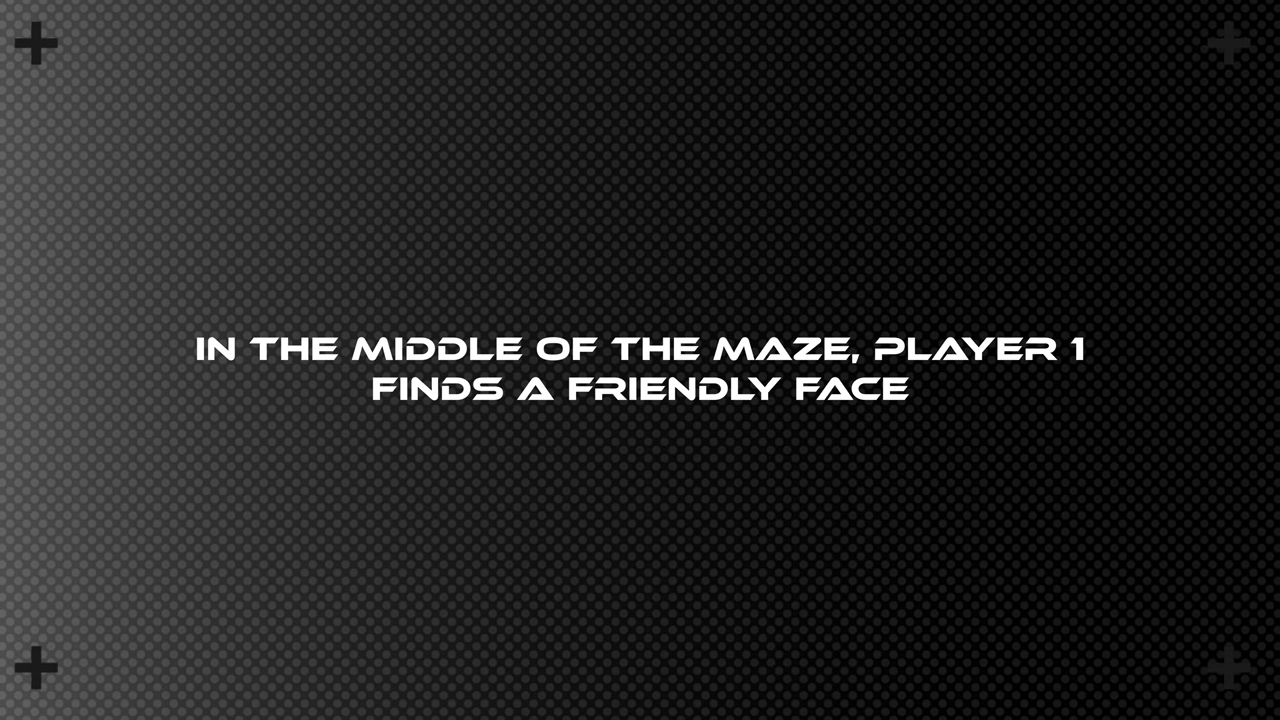 IN THE MIDDLE OF THE MAZE, PLAYER 1
FINDS A FRIENDLY FACE